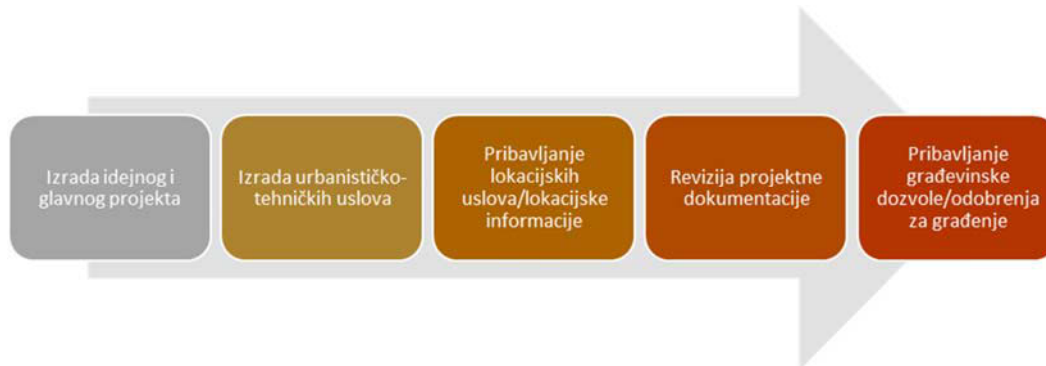 Izrada idejnog i
glavnog projekta
Izrada urbanističko-
tehničkih uslova
Pribavljanje
lokacijskih
uslova/lokacijske
informacije
Revizija projektne
dokumentacije
Pribavljanje
građevinske
dozvole/odobrenja
za građenje